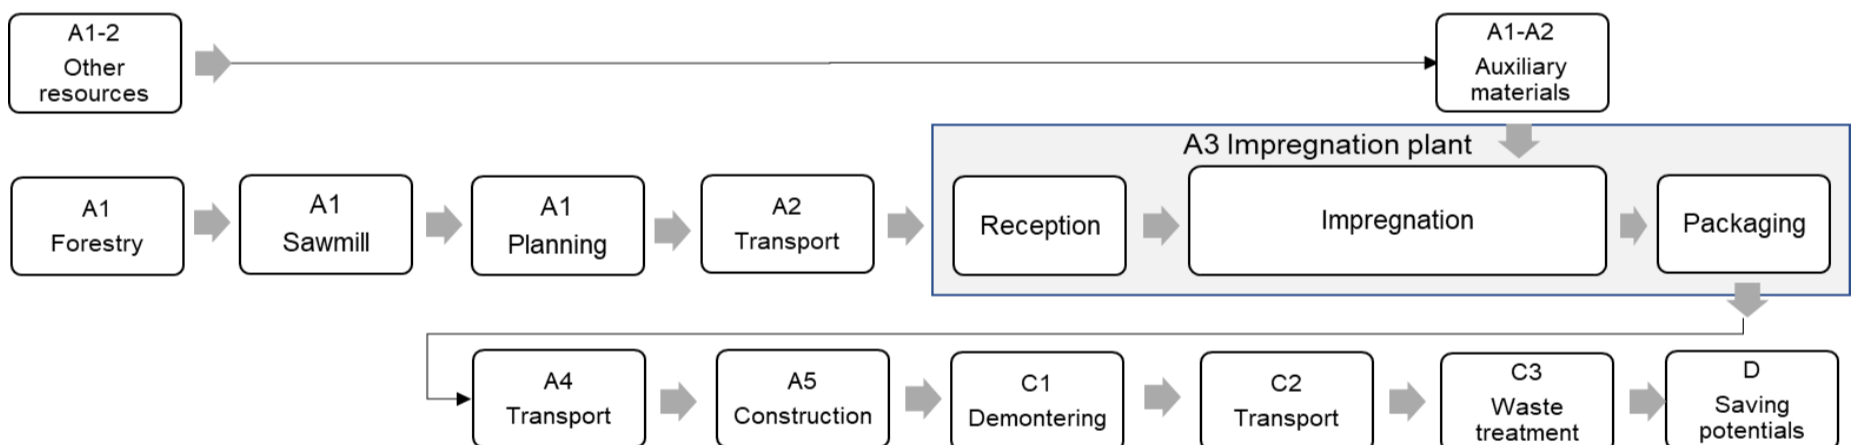 A1-2
Other
resources
A1-A2
Auxiliary
materials
A3 Impregnation plant
A1
Forestry
A1
Sawmill
A1
Planning
A2
Transport
Reception
Impregnation
Packaging
A4
Transport
A5
Construction
C1
Demontering
C2
Transport
C3
Waste
treatment
D
Saving
potentials